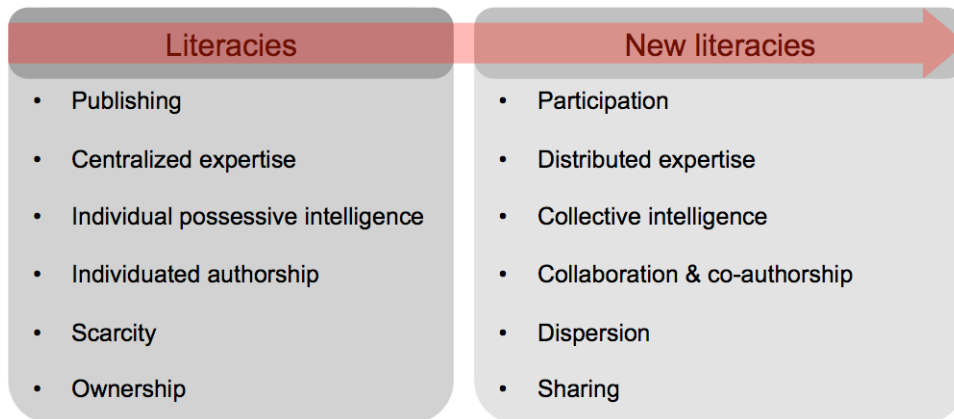 Literacies
• Publishing
• Centralized expertise
• Individual possessive intelligence
• Individuated authorship
• Scarcity
• Ownership
New literacies
• Participation
• Distributed expertise
• Collective intelligence
• Collaboration & co-authorship
• Dispersion
• Sharing